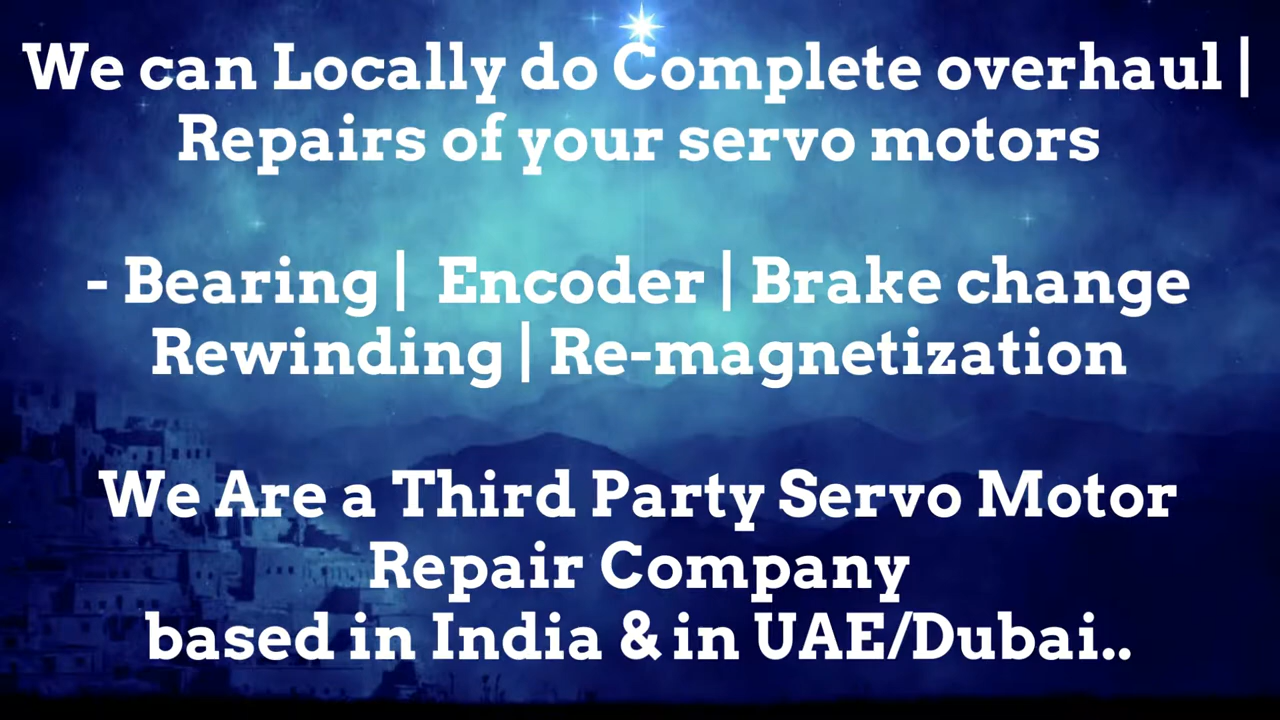 We can Locally do Complete overhaul |
Repairs of your servo motors
- Bearing | Encoder | Brake change
Rewinding | Re-magnetization
We Are a Third Party Servo Motor
Repair Company
based in India & in UAE/Dubai..